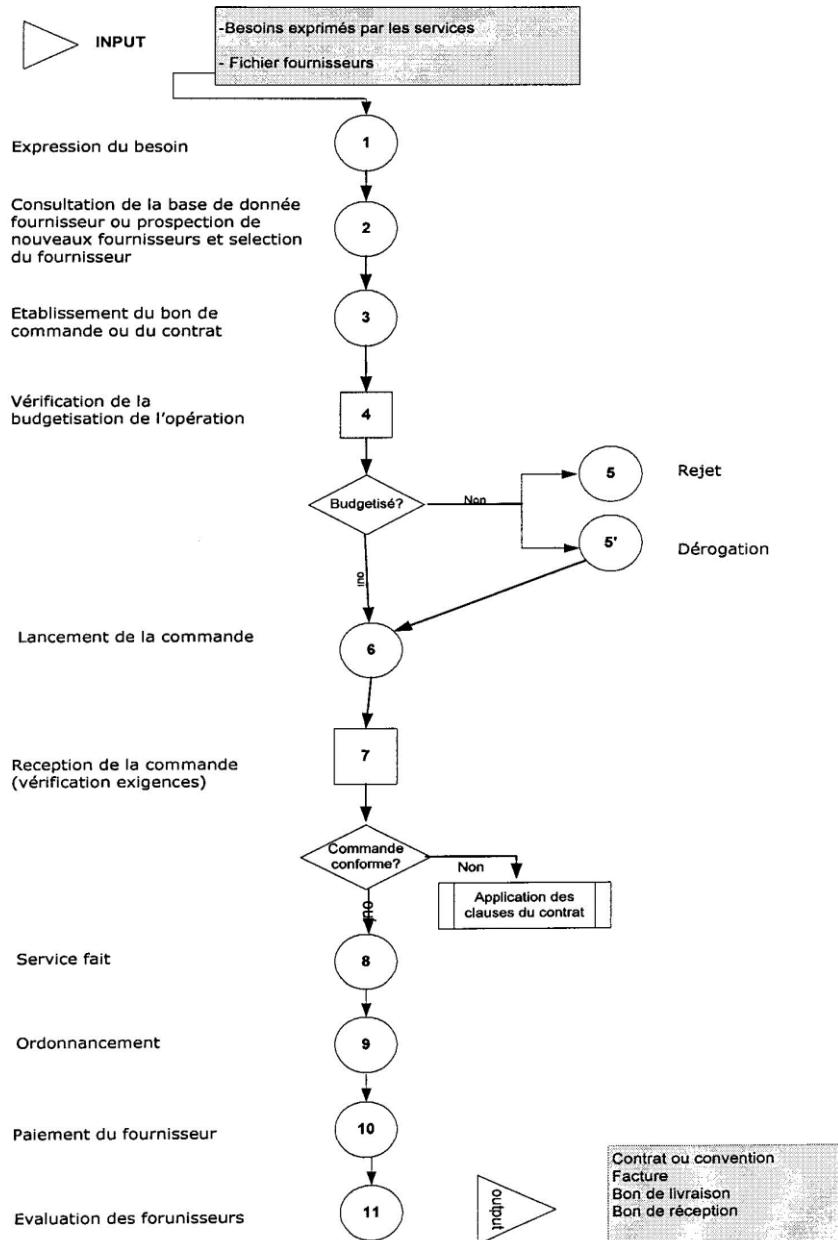 INPUT
-Besoins exprimés par les services
- Fichier fournisseurs
Expression du besoin
1
Consultation de la base de donnée
fournisseur ou prospection de
nouveaux fournisseurs et selection
du fournisseur
2
Etablissement du bon de
commande ou du contrat
3
Vérification de la
budgetisation de l'opération
4
Budgetisé?
Non
5
Rejet
5'
Dérogation
oui
Lancement de la commande
6
Reception de la commande
(vérification exigences)
7
Commande
conforme?
Non
Application des
clauses du contrat
oui
Service fait
8
Ordonnancement
9
Paiement du fournisseur
10
Evaluation des forunisseurs
11
output
Contrat ou convention
Facture
Bon de livraison
Bon de réception